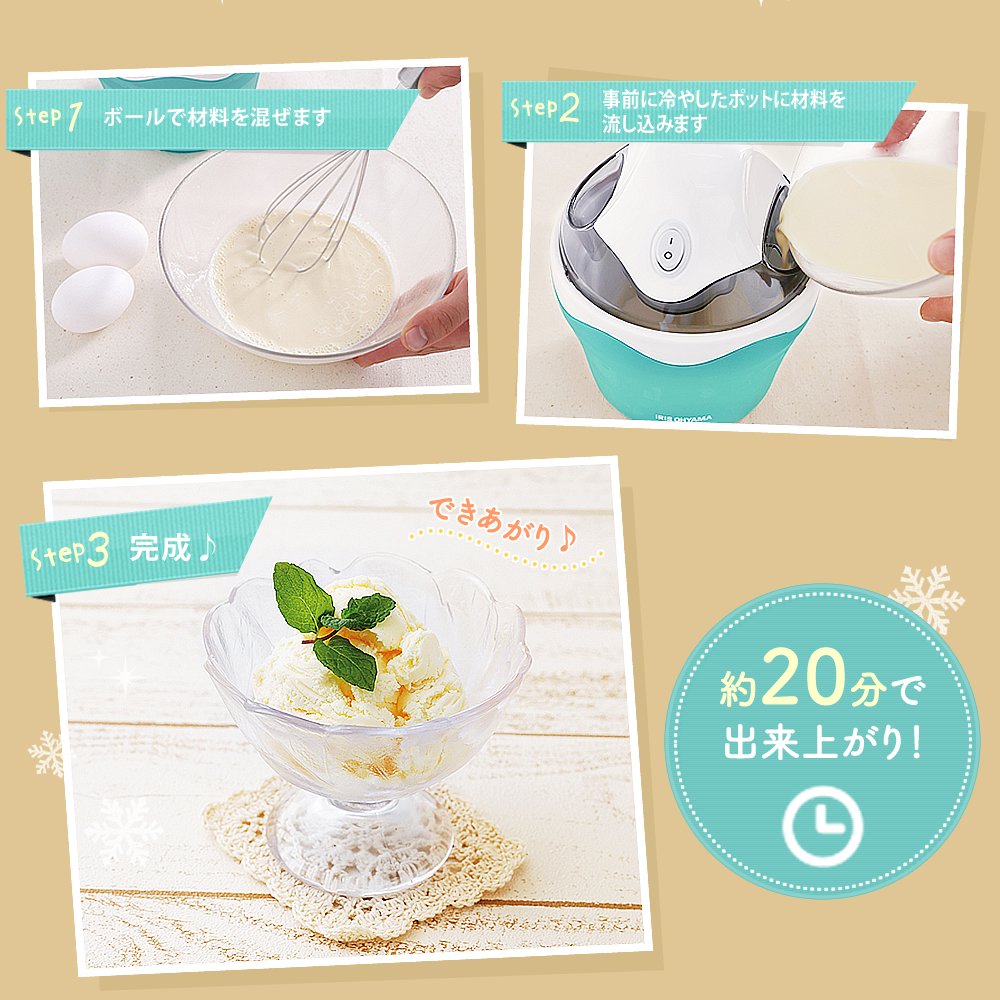 Step1 ボールで材料を混ぜます
Step2 事前に冷やしたポットに材料を
流し込みます
IRIS OHYAMA
Step3 完成♪
できあがり♪
約20分で
出来上がり!